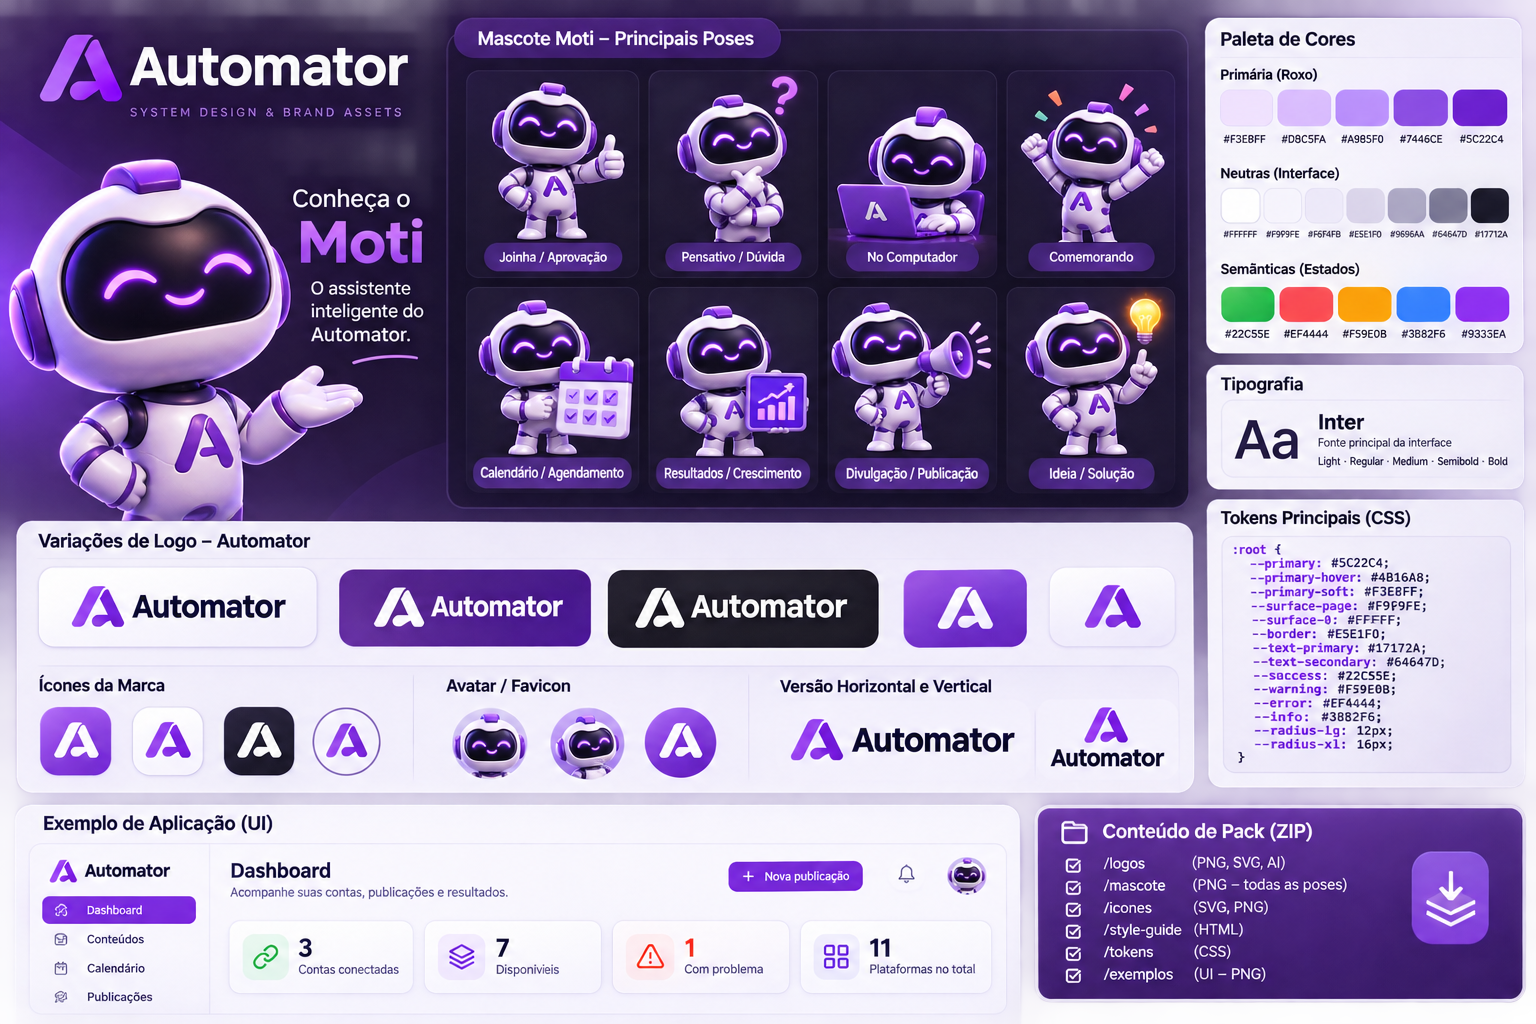 Automator
SYSTEM DESIGN & BRAND ASSETS
Conheça o
Moti
O assistente
inteligente do
Automator.
Mascote Moti – Principais Poses
Joinha / Aprovação
?
Pensativo / Dúvida
No Computador
Comemorando
Calendário / Agendamento
Resultados / Crescimento
Divulgação / Publicação
Ideia / Solução
Paleta de Cores
Primária (Roxo)
#F3EBFF #D8C5FA #A985F0 #7446CE #5C22C4
Neutras (Interface)
#FFFFFF #F9F9FE #F6F4FB #E5E1F0 #9696AA #64647D #17712A
Semânticas (Estados)
#22C55E #EF4444 #F59E0B #3B82F6 #9333EA
Tipografia
Aa
Inter
Fonte principal da interface
Light · Regular · Medium · Semibold · Bold
Tokens Principais (CSS)
:root {
--primary: #5C22C4;
--primary-hover: #4B16A8;
--primary-soft: #F3E8FF;
--surface-page: #F9F9FE;
--surface-0: #FFFFFF;
--border: #E5E1F0;
--text-primary: #17172A;
--text-secondary: #64647D;
--success: #22C55E;
--warning: #F59E0B;
--error: #EF4444;
--info: #3882F6;
--radius-lg: 12px;
--radius-xl: 16px;
}
Variações de Logo – Automator
Automator
Automator
Automator
Ícones da Marca
Avatar / Favicon
Versão Horizontal e Vertical
Automator
Automator
Exemplo de Aplicação (UI)
Automator
Dashboard
Conteúdos
Calendário
Publicações
Dashboard
Acompanhe suas contas, publicações e resultados.
+ Nova publicação
3
Contas conectadas
7
Disponíveis
1
Com problema
11
Plataformas no total
Conteúdo de Pack (ZIP)
/logos (PNG, SVG, AI)
/mascote (PNG – todas as poses)
/icones (SVG, PNG)
/style-guide (HTML)
/tokens (CSS)
/exemplos (UI – PNG)